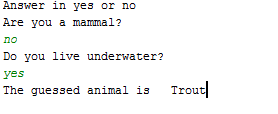 Answer in yes or no
Are you a mammal?
no
Do you live underwater?
yes
The guessed animal is   Trout